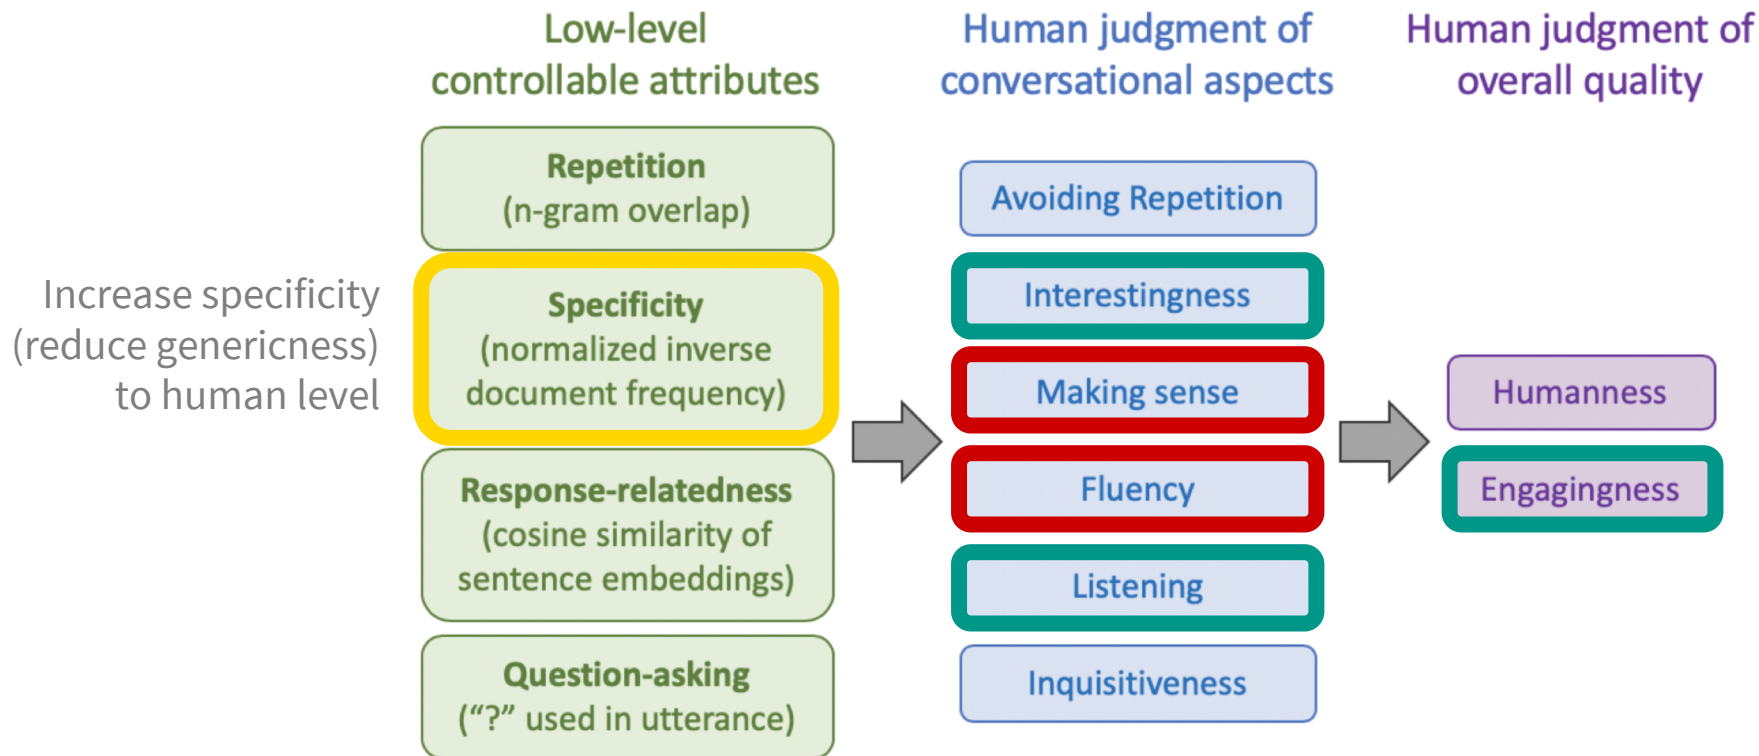 Low-level
controllable attributes
Repetition
(n-gram overlap)
Increase specificity
(reduce genericness)
to human level
Specificity
(normalized inverse
document frequency)
Response-relatedness
(cosine similarity of
sentence embeddings)
Question-asking
(“?” used in utterance)
Human judgment of
conversational aspects
Avoiding Repetition
Interestingness
Making sense
Fluency
Listening
Inquisitiveness
Human judgment of
overall quality
Humanness
Engagingness